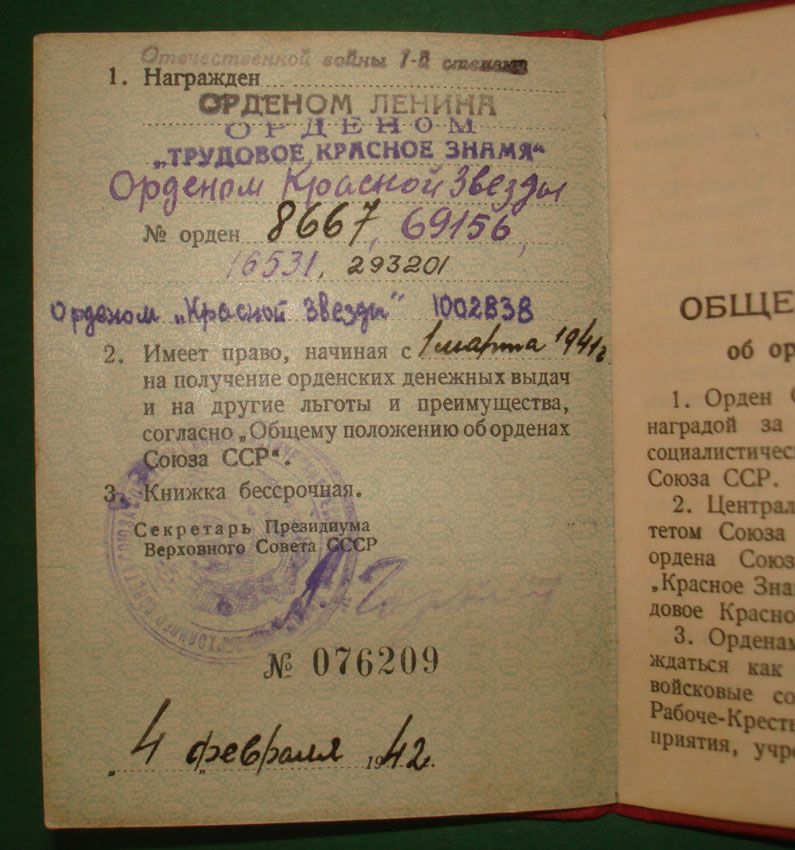 Отечественной войны 1-й степени
1. Награжден
ОРДЕНОМ ЛЕНИНА
ОРДЕНОМ
„ТРУДОВОЕ КРАСНОЕ ЗНАМЯ“
Орденом Красной Звезды
№ орден 8667, 69156,
16531, 293201
Орденом „Красной Звезды“ 1002838
2. Имеет право, начиная с 1 марта 1941 г.
на получение орденских денежных выдач
и на другие льготы и преимущества,
согласно „Общему положению об орденах
Союза ССР“.
3. Книжка бессрочная.
Секретарь Президиума
Верховного Совета СССР
№ 076209
„4 февраля 1942.
ОБЩЕ
об ор
1. Орден
наградой за
социалистичес
Союза ССР.
2. Централ
тетом Союза
ордена Союз
„Красное Зна
довое Красно
3. Орденам
ждаться как
войсковые со
Рабоче-Кресть
приятия, учре